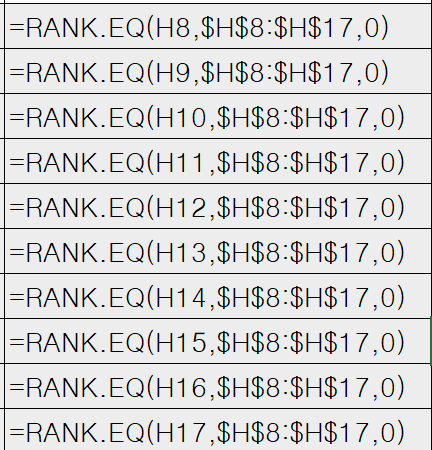 =RANK.EQ(H8,$H$8:$H$17,0)
=RANK.EQ(H9,$H$8:$H$17,0)
=RANK.EQ(H10,$H$8:$H$17,0)
=RANK.EQ(H11,$H$8:$H$17,0)
=RANK.EQ(H12,$H$8:$H$17,0)
=RANK.EQ(H13,$H$8:$H$17,0)
=RANK.EQ(H14,$H$8:$H$17,0)
=RANK.EQ(H15,$H$8:$H$17,0)
=RANK.EQ(H16,$H$8:$H$17,0)
=RANK.EQ(H17,$H$8:$H$17,0)